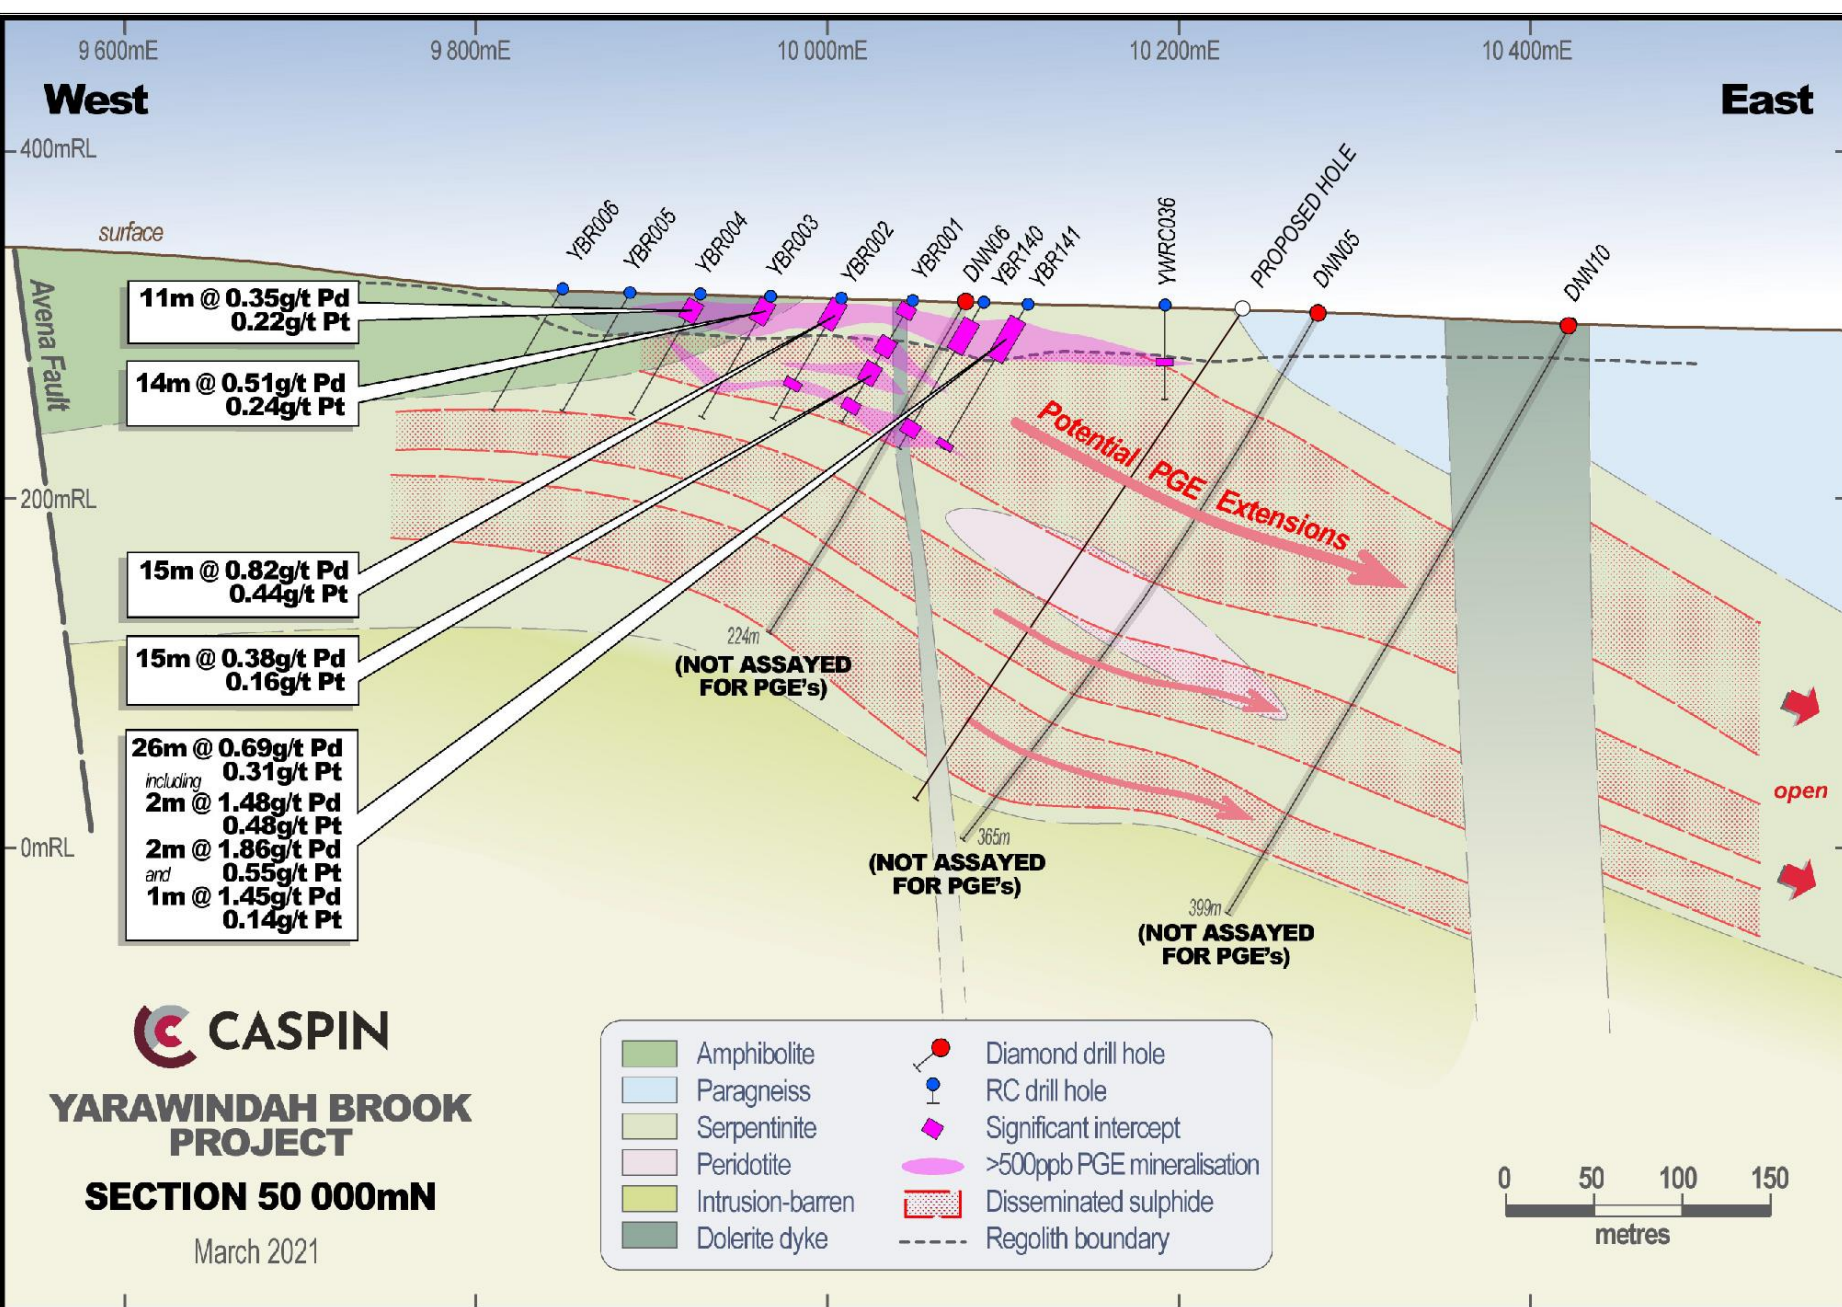 9 600mE
9 800mE
10 000mE
10 200mE
10 400mE
West
East
400mRL
surface
YBR006
YBR005
YBR004
YBR003
YBR002
YBR001
DNN06
YBR140
YBR141
YWRC036
PROPOSED HOLE
DNN05
DNN10
Avena Fault
11m @ 0.35g/t Pd
0.22g/t Pt
14m @ 0.51g/t Pd
0.24g/t Pt
200mRL
15m @ 0.82g/t Pd
0.44g/t Pt
15m @ 0.38g/t Pd
0.16g/t Pt
26m @ 0.69g/t Pd
0.31g/t Pt
including
2m @ 1.48g/t Pd
0.48g/t Pt
2m @ 1.86g/t Pd
and 0.55g/t Pt
1m @ 1.45g/t Pd
0.14g/t Pt
0mRL
Potential PGE Extensions
224m
(NOT ASSAYED
FOR PGE's)
365m
(NOT ASSAYED
FOR PGE's)
399m
(NOT ASSAYED
FOR PGE's)
open
CASPIN
YARAWINDAH BROOK
PROJECT
SECTION 50 000mN
March 2021
Amphibolite
Paragneiss
Serpentinite
Peridotite
Intrusion-barren
Dolerite dyke
Diamond drill hole
RC drill hole
Significant intercept
>500ppb PGE mineralisation
Disseminated sulphide
Regolith boundary
0 50 100 150
metres